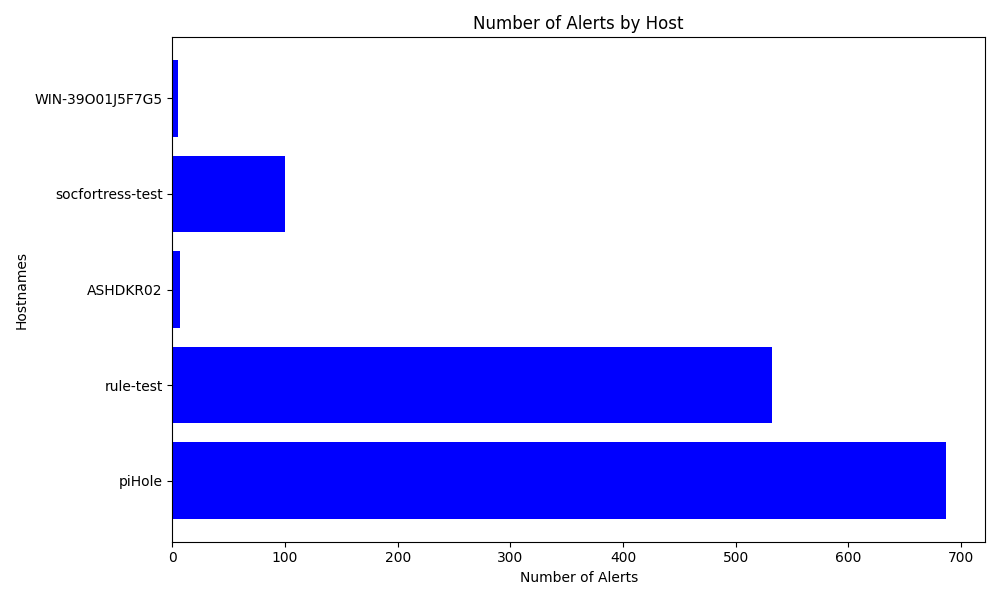 Number of Alerts by Host
Hostnames
WIN-39O01J5F7G5
socfortress-test
ASHDKR02
rule-test
piHole
0 100 200 300 400 500 600 700
Number of Alerts